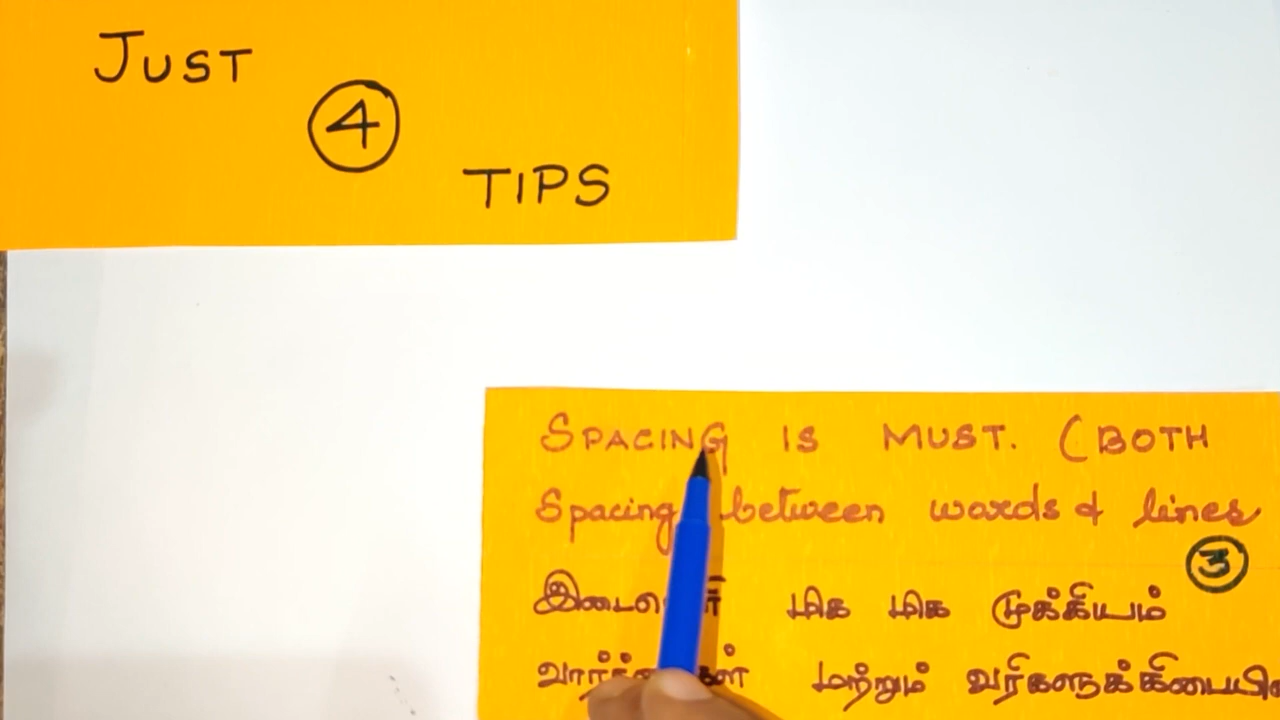 JUST
4
TIPS
SPACING IS MUST. (BOTH
Spacing between words & lines
3
மிக மிக முக்கியம்
மற்றும்